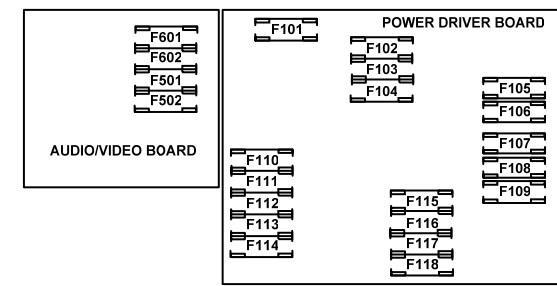 AUDIO/VIDEO BOARD
F601
F602
F501
F502
POWER DRIVER BOARD
F101
F102
F103
F104
F105
F106
F107
F108
F109
F110
F111
F112
F113
F114
F115
F116
F117
F118